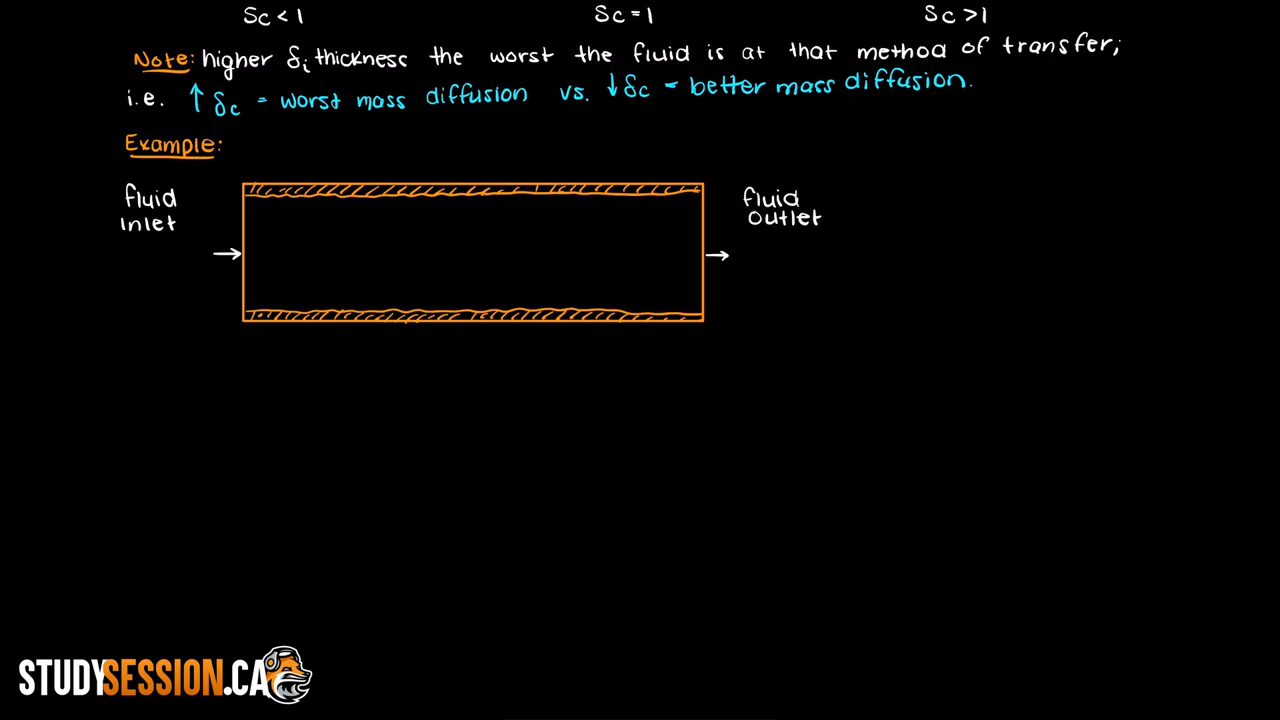 Sc < 1 Sc = 1 Sc > 1
Note: higher δi thickness the worst the fluid is at that method of transfer;
i.e. ↑ δc = worst mass diffusion vs. ↓ δc = better mass diffusion.
Example:
fluid
inlet
fluid
outlet
STUDYSESSION.CA